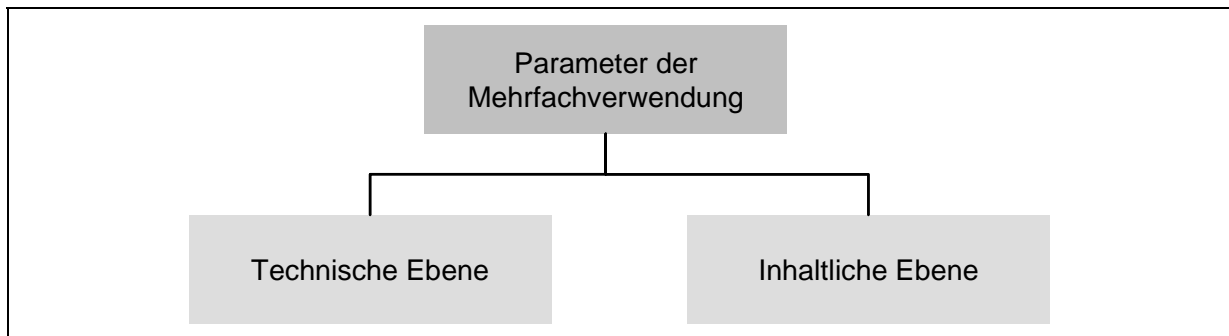 Parameter der
Mehrfachverwendung
Technische Ebene
Inhaltliche Ebene